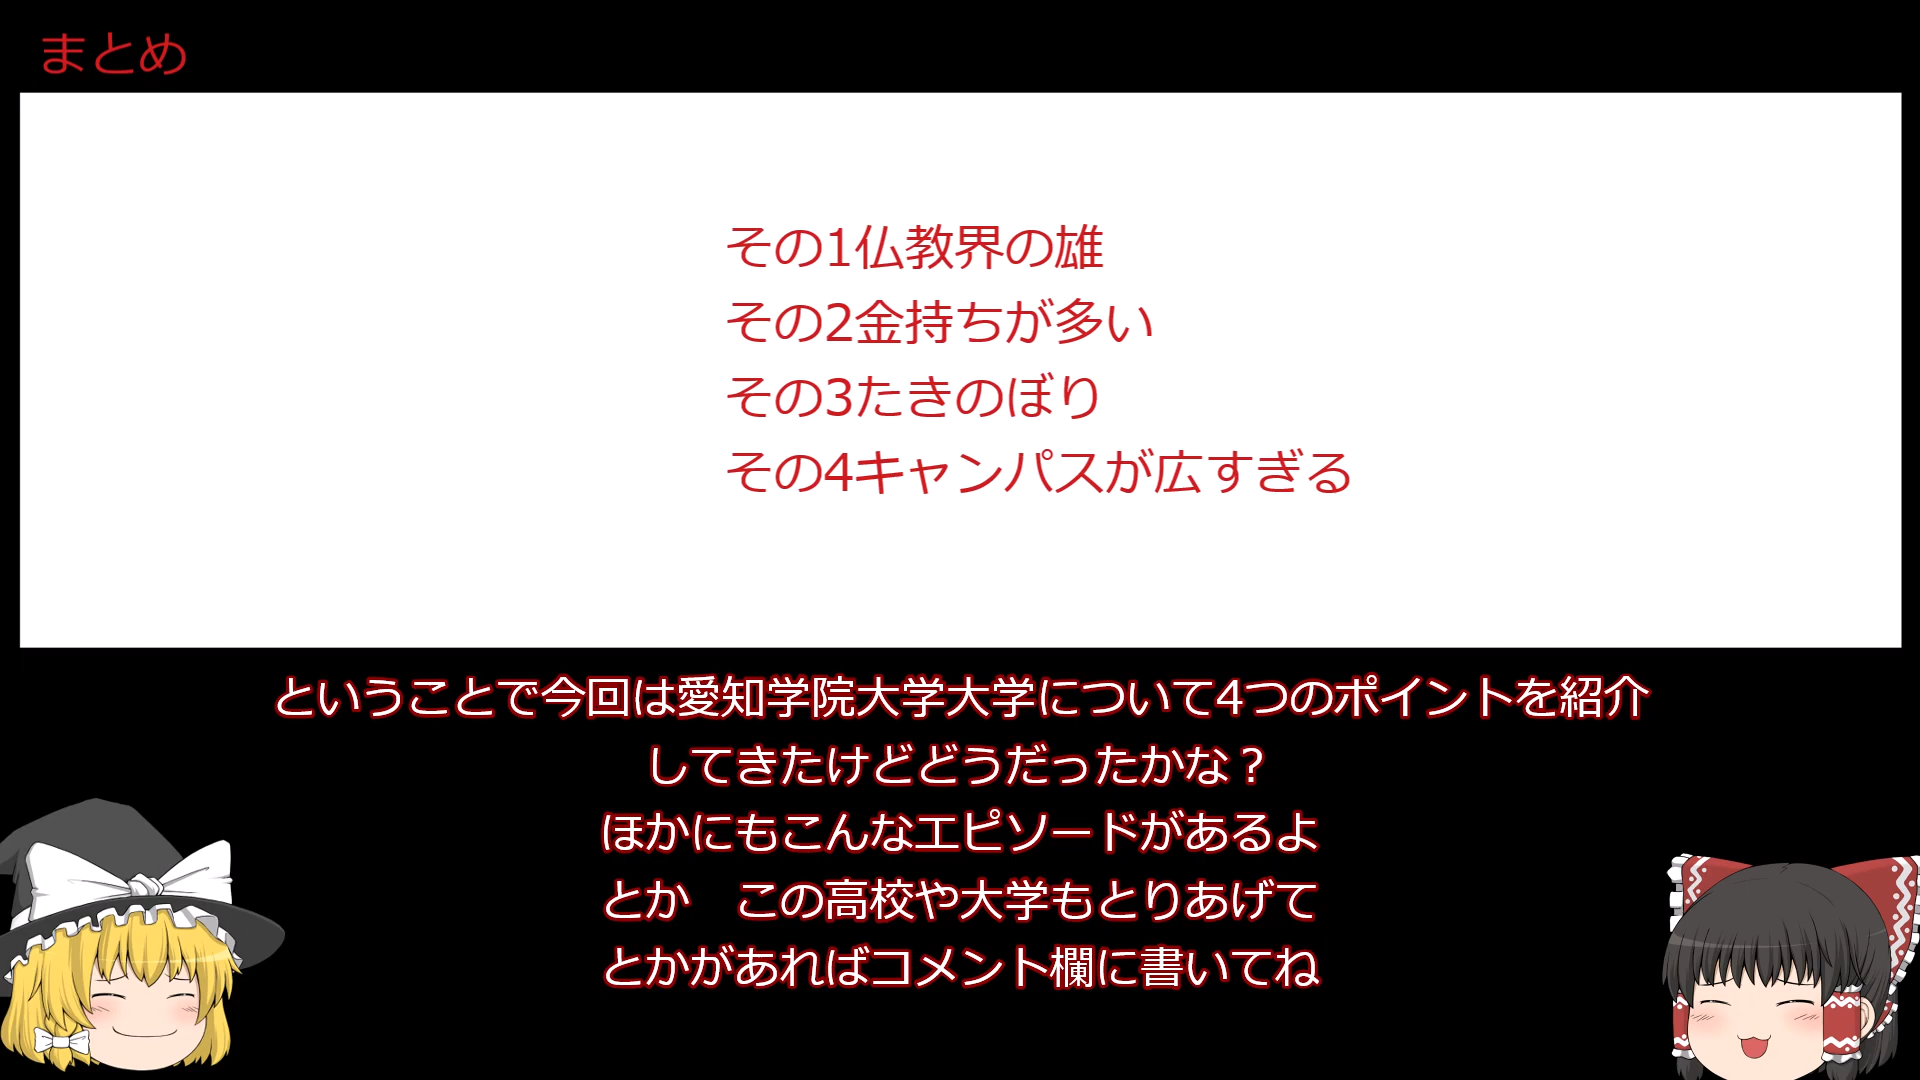 まとめ
その1仏教界の雄
その2金持ちが多い
その3たきのぼり
その4キャンパスが広すぎる
ということで今回は愛知学院大学大学について4つのポイントを紹介
してきたけどどうだったかな？
ほかにもこんなエピソードがあるよ
とか　この高校や大学もとりあげて
とかがあればコメント欄に書いてね